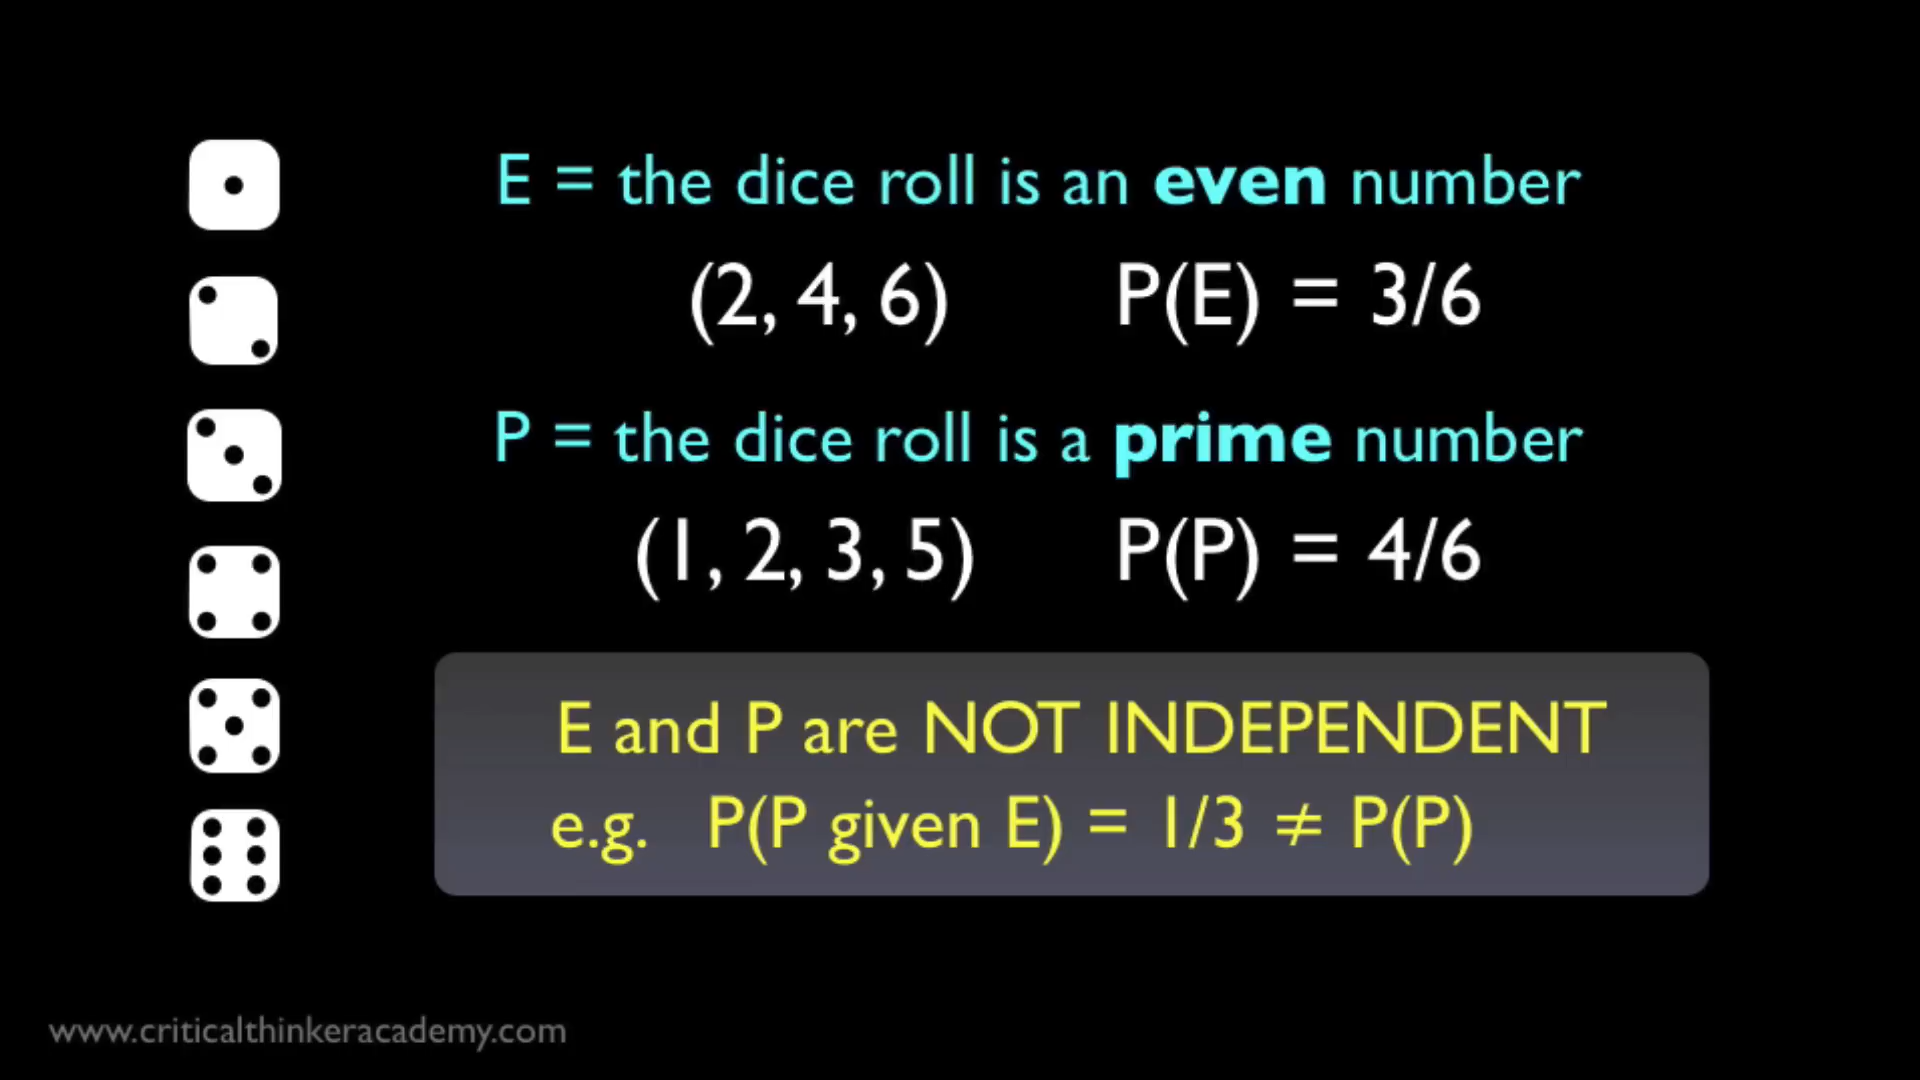 E = the dice roll is an even number
(2, 4, 6) P(E) = 3/6
P = the dice roll is a prime number
(1, 2, 3, 5) P(P) = 4/6
E and P are NOT INDEPENDENT
e.g. P(P given E) = 1/3 ≠ P(P)
www.criticalthinkeracademy.com